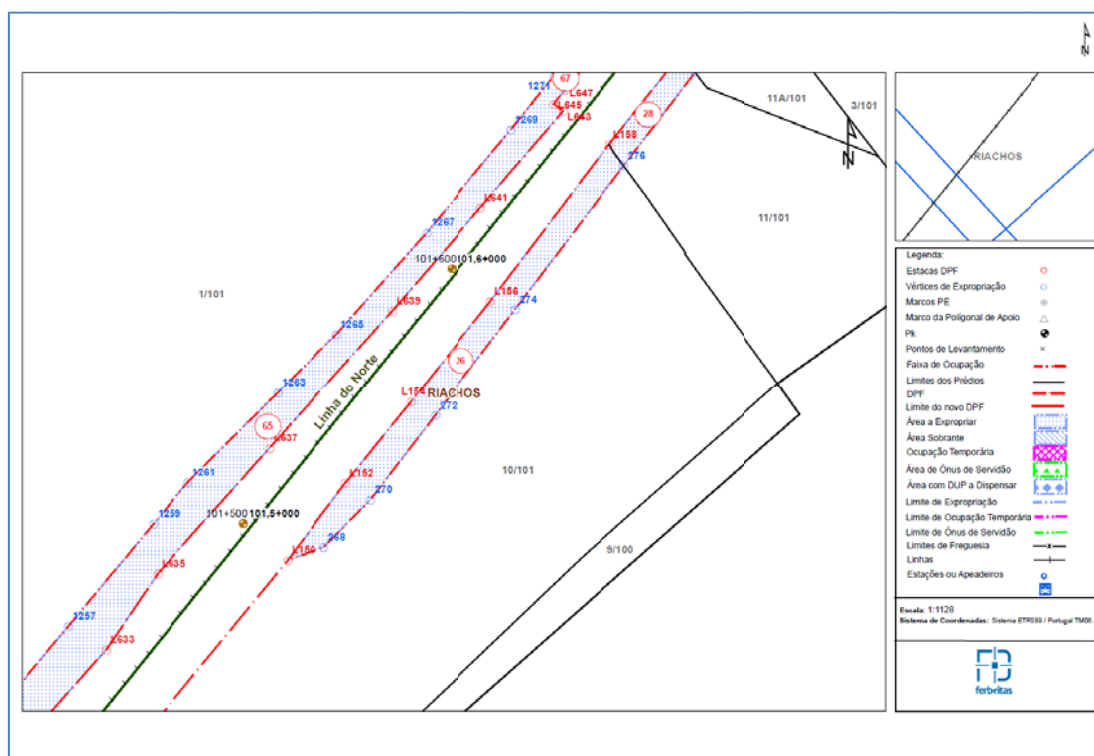 67
1271
L647
L645
L643
1269
28
L158
276
11A/101
3/101
L641
1267
11/101
101+600 101,6+000
1/101
L639
L156
274
1265
26
Linha do Norte
1263
L154
RIACHOS
272
65
L637
10/101
1261
L152
270
1259
101+500 101,5+000
268
L150
9/100
L635
1257
L633
RIACHOS
Legenda:
Estacas DPF
Vértices de Expropriação
Marcos PE
Marco da Poligonal de Apoio
Pk
Pontos de Levantamento
Faixa de Ocupação
Limites dos Prédios
DPF
Limite do novo DPF
Área a Expropriar
Área Sobrante
Ocupação Temporária
Área de Ónus de Servidão
Área com DUP a Dispensar
Limite de Expropriação
Limite de Ocupação Temporária
Limite de Ónus de Servidão
Limites de Freguesia
Linhas
Estações ou Apeadeiros
Escala: 1:1128
Sistema de Coordenadas: Sistema ETRS89 / Portugal TM06.
ferbritas